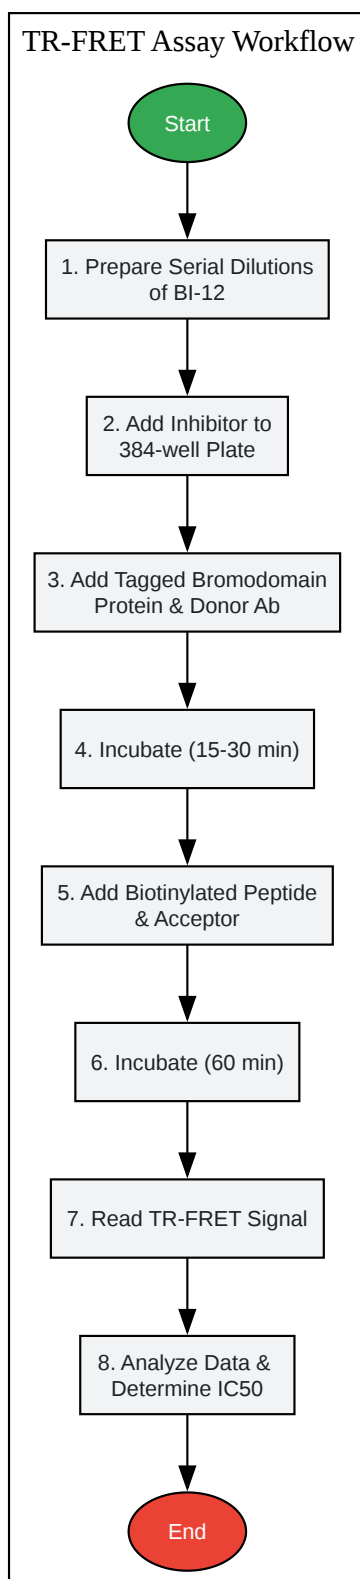 TR-FRET Assay Workflow
Start
1. Prepare Serial Dilutions
of BI-12
2. Add Inhibitor to
384-well Plate
3. Add Tagged Bromodomain
Protein & Donor Ab
4. Incubate (15-30 min)
5. Add Biotinylated Peptide
& Acceptor
6. Incubate (60 min)
7. Read TR-FRET Signal
8. Analyze Data &
Determine IC50
End